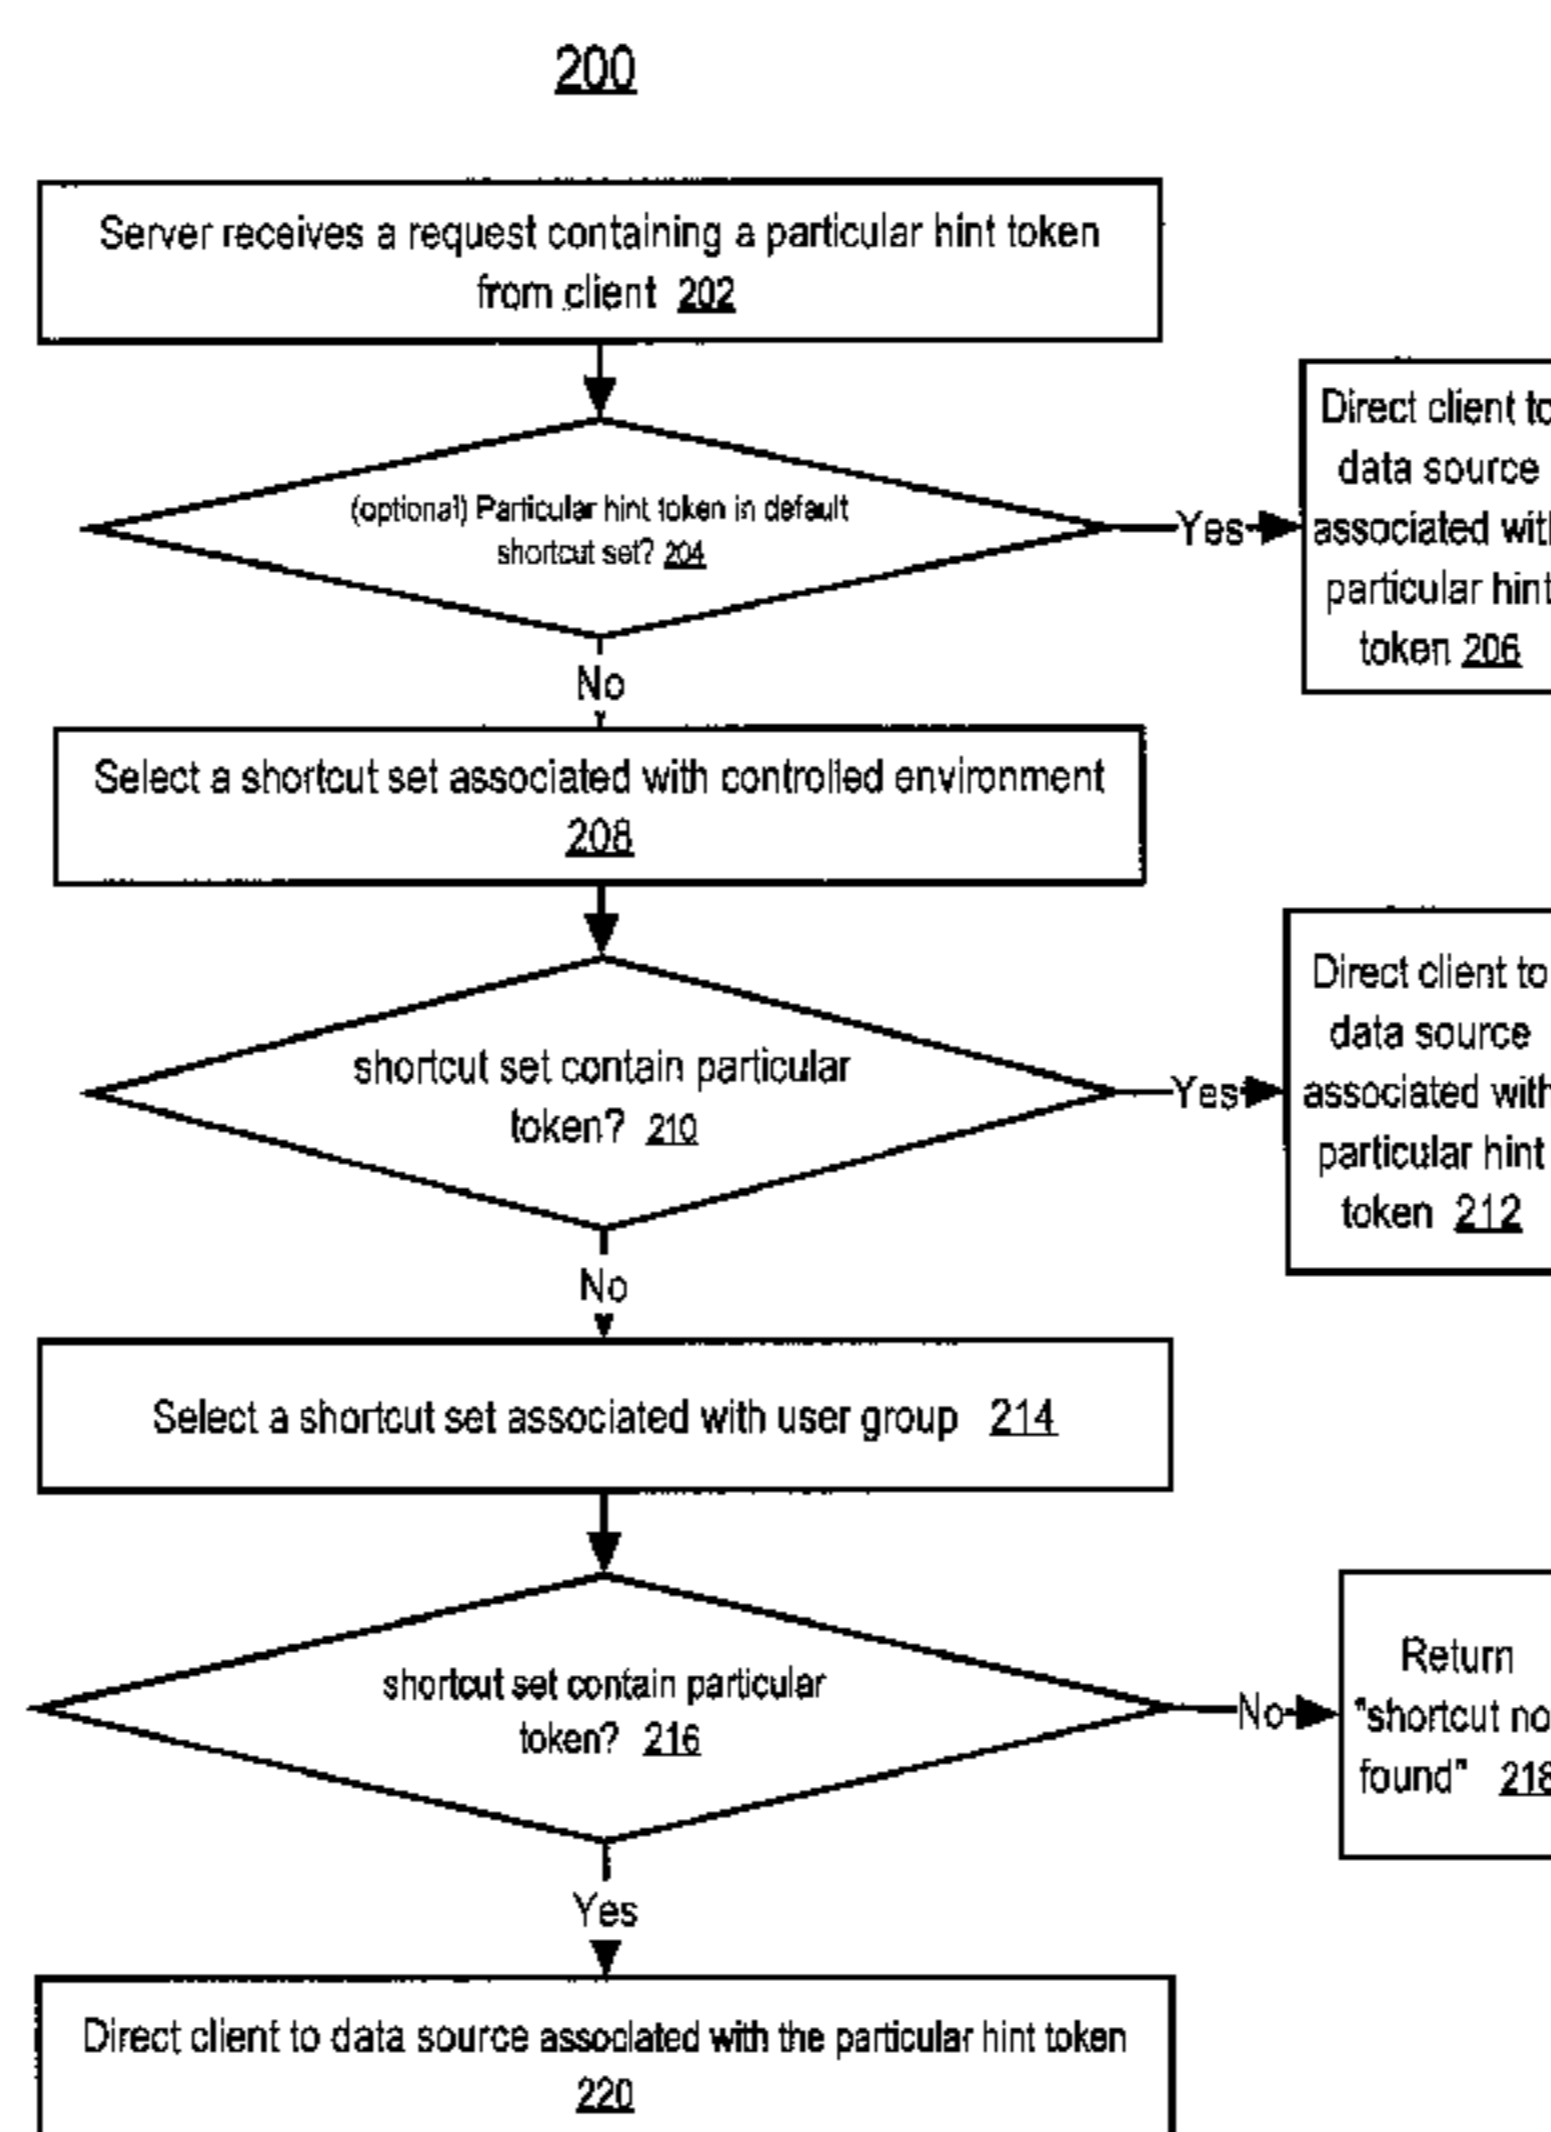 200
Server receives a request containing a particular hint token
from client 202
(optional) Particular hint token in default
shortcut set? 204
Yes
Direct client to
data source
associated with
particular hint
token 206
No
Select a shortcut set associated with controlled environment
208
shortcut set contain particular
token? 210
Yes
Direct client to
data source
associated with
particular hint
token 212
No
Select a shortcut set associated with user group 214
shortcut set contain particular
token? 216
No
Return
"shortcut no
found" 218
Yes
Direct client to data source associated with the particular hint token
220